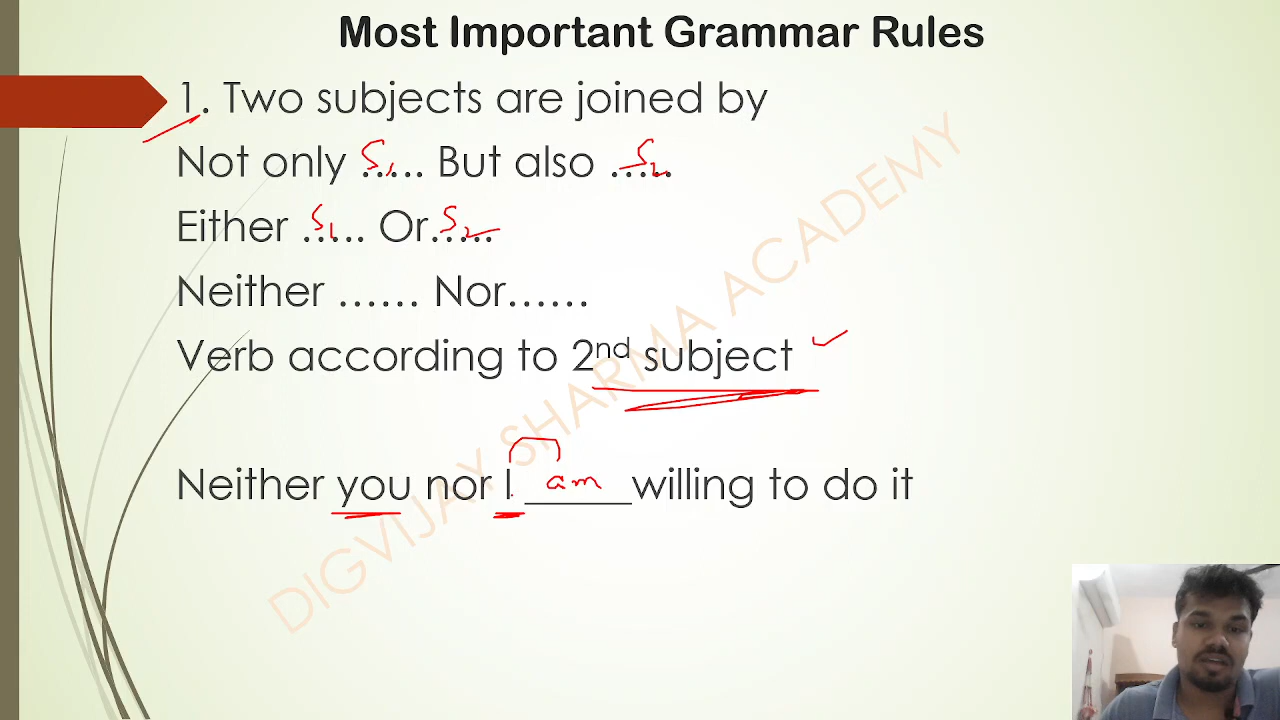 Most Important Grammar Rules
1. Two subjects are joined by
Not only S₁..... But also S₂.....
Either S₁..... Or S₂.....
Neither ...... Nor......
Verb according to 2nd subject
Neither you nor I am willing to do it
DIGVIJAY SHARMA ACADEMY